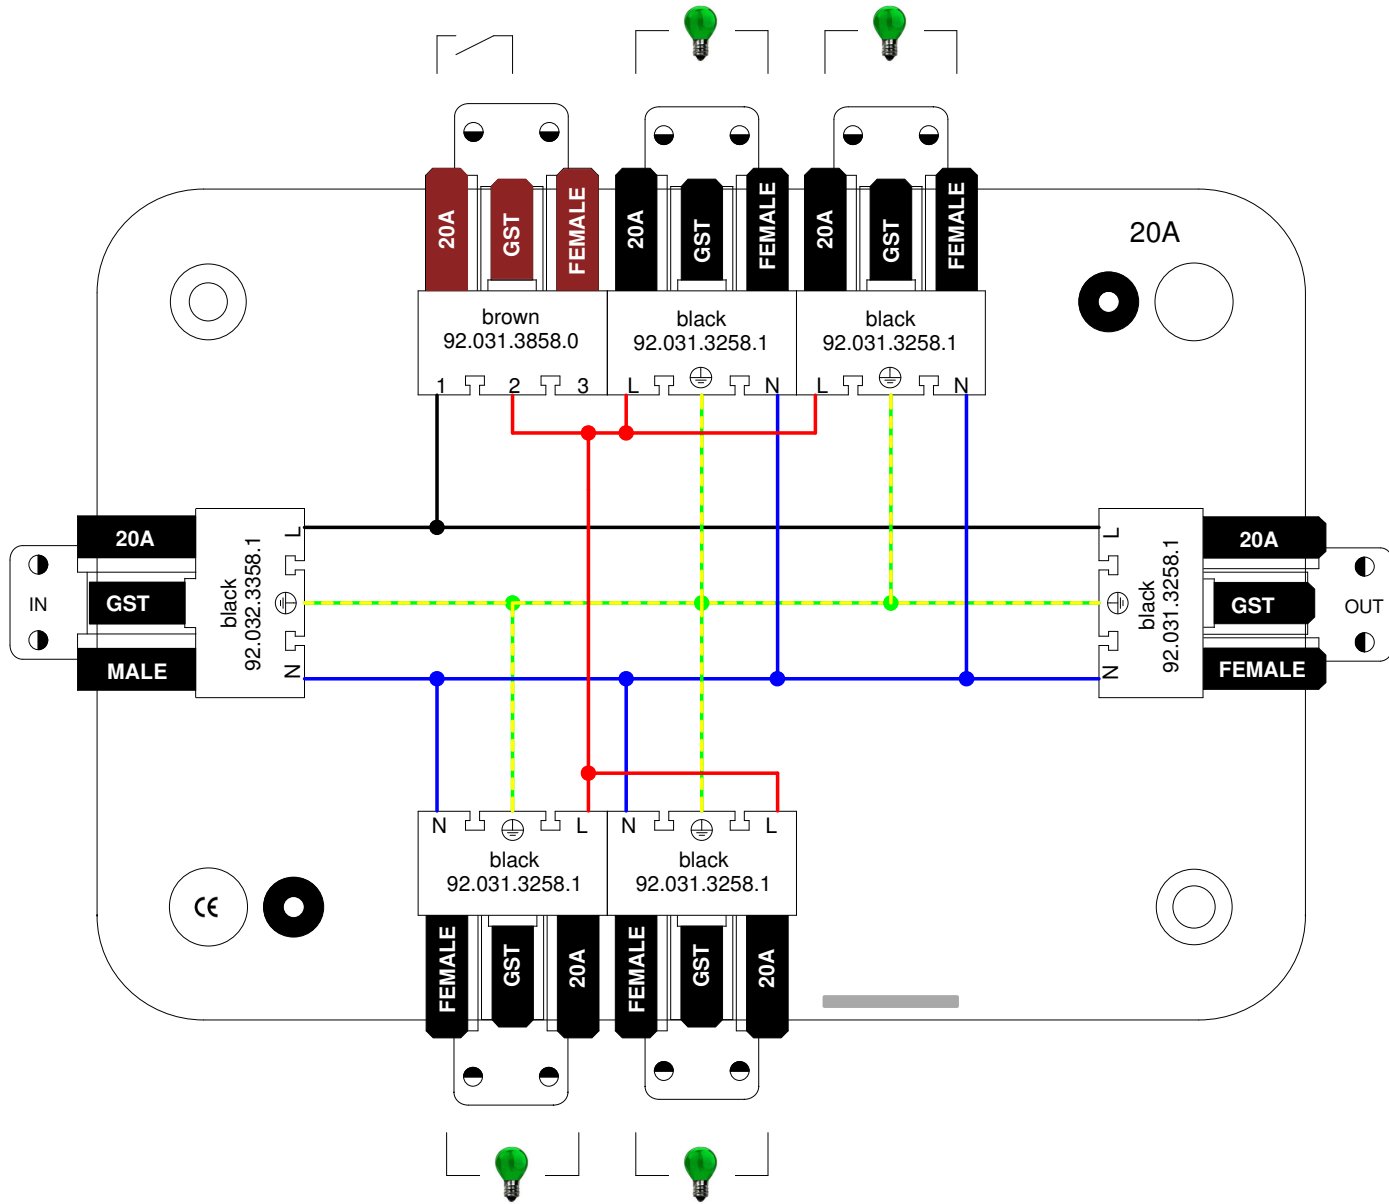 20A
GST
FEMALE
20A
GST
FEMALE
20A
GST
FEMALE
20A
brown
92.031.3858.0
black
92.031.3258.1
black
92.031.3258.1
1
2
3
L
N
L
N
20A
GST
MALE
IN
black
92.032.3358.1
L
N
L
N
black
92.031.3258.1
20A
GST
FEMALE
OUT
N
L
N
L
black
92.031.3258.1
black
92.031.3258.1
CE
FEMALE
GST
20A
FEMALE
GST
20A